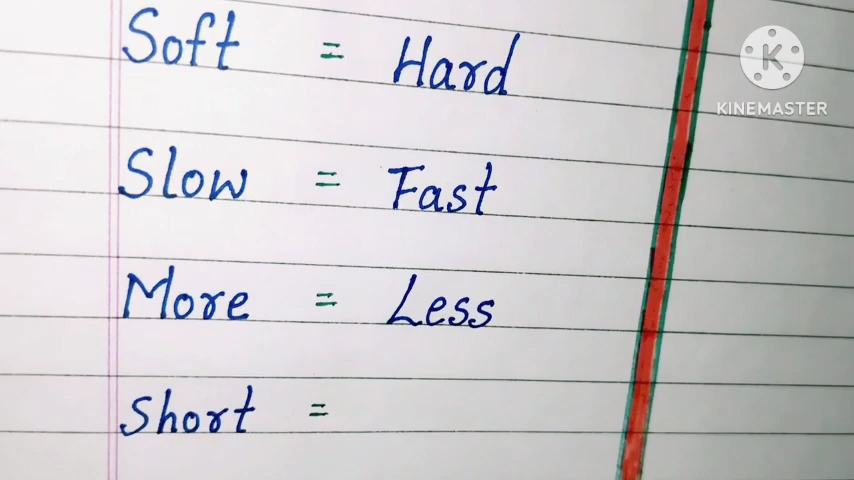 Soft = Hard
KINEMASTER
Slow = Fast
More = Less
Short =